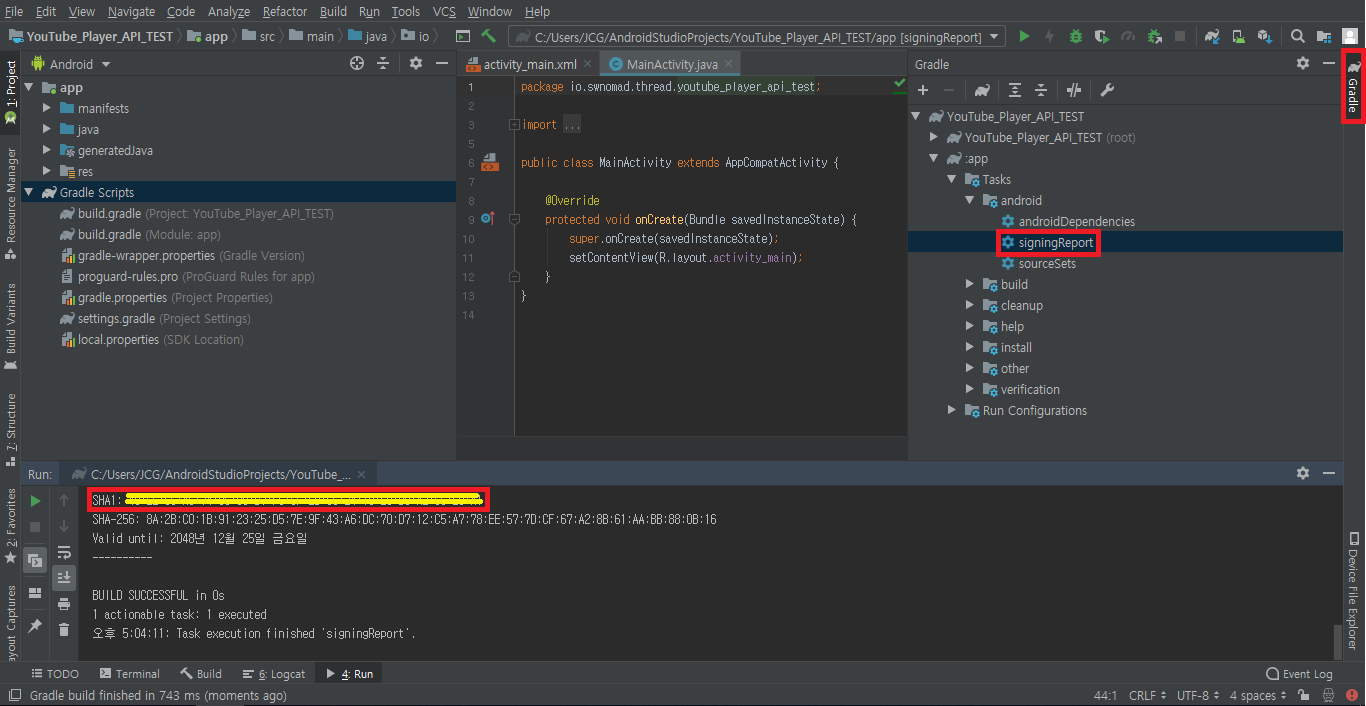 File Edit View Navigate Code Analyze Refactor Build Run Tools VCS Window Help
YouTube_Player_API_TEST app src main java io C:/Users/JCG/AndroidStudioProjects/YouTube_Player_API_TEST/app [signingReport]
1: Project
Resource Manager
Build Variants
7: Structure
2: Favorites
ayout Captures
Android
app
manifests
java
generatedJava
res
Gradle Scripts
build.gradle (Project: YouTube_Player_API_TEST)
build.gradle (Module: app)
gradle-wrapper.properties (Gradle Version)
proguard-rules.pro (ProGuard Rules for app)
gradle.properties (Project Properties)
settings.gradle (Project Settings)
local.properties (SDK Location)
activity_main.xml MainActivity.java
1 package io.swnomad.thread.youtube_player_api_test;
2
3 import ...
5
6 public class MainActivity extends AppCompatActivity {
7
8 @Override
9 protected void onCreate(Bundle savedInstanceState) {
10 super.onCreate(savedInstanceState);
11 setContentView(R.layout.activity_main);
12 }
13 }
14
Gradle
YouTube_Player_API_TEST
YouTube_Player_API_TEST (root)
:app
Tasks
android
androidDependencies
signingReport
sourceSets
build
cleanup
help
install
other
verification
Run Configurations
Gradle
Device File Explorer
Run: C:/Users/JCG/AndroidStudioProjects/YouTube_...
SHA1:
SHA-256: 8A:2B:C0:1B:91:23:25:D5:7E:9F:43:A6:DC:70:D7:12:C5:A7:78:EE:57:7D:CF:67:A2:8B:61:AA:BB:88:0B:16
Valid until: 2048년 12월 25일 금요일
----------
BUILD SUCCESSFUL in 0s
1 actionable task: 1 executed
오후 5:04:11: Task execution finished 'signingReport'.
TODO Terminal Build 6: Logcat 4: Run Event Log
Gradle build finished in 743 ms (moments ago) 44:1 CRLF UTF-8 4 spaces